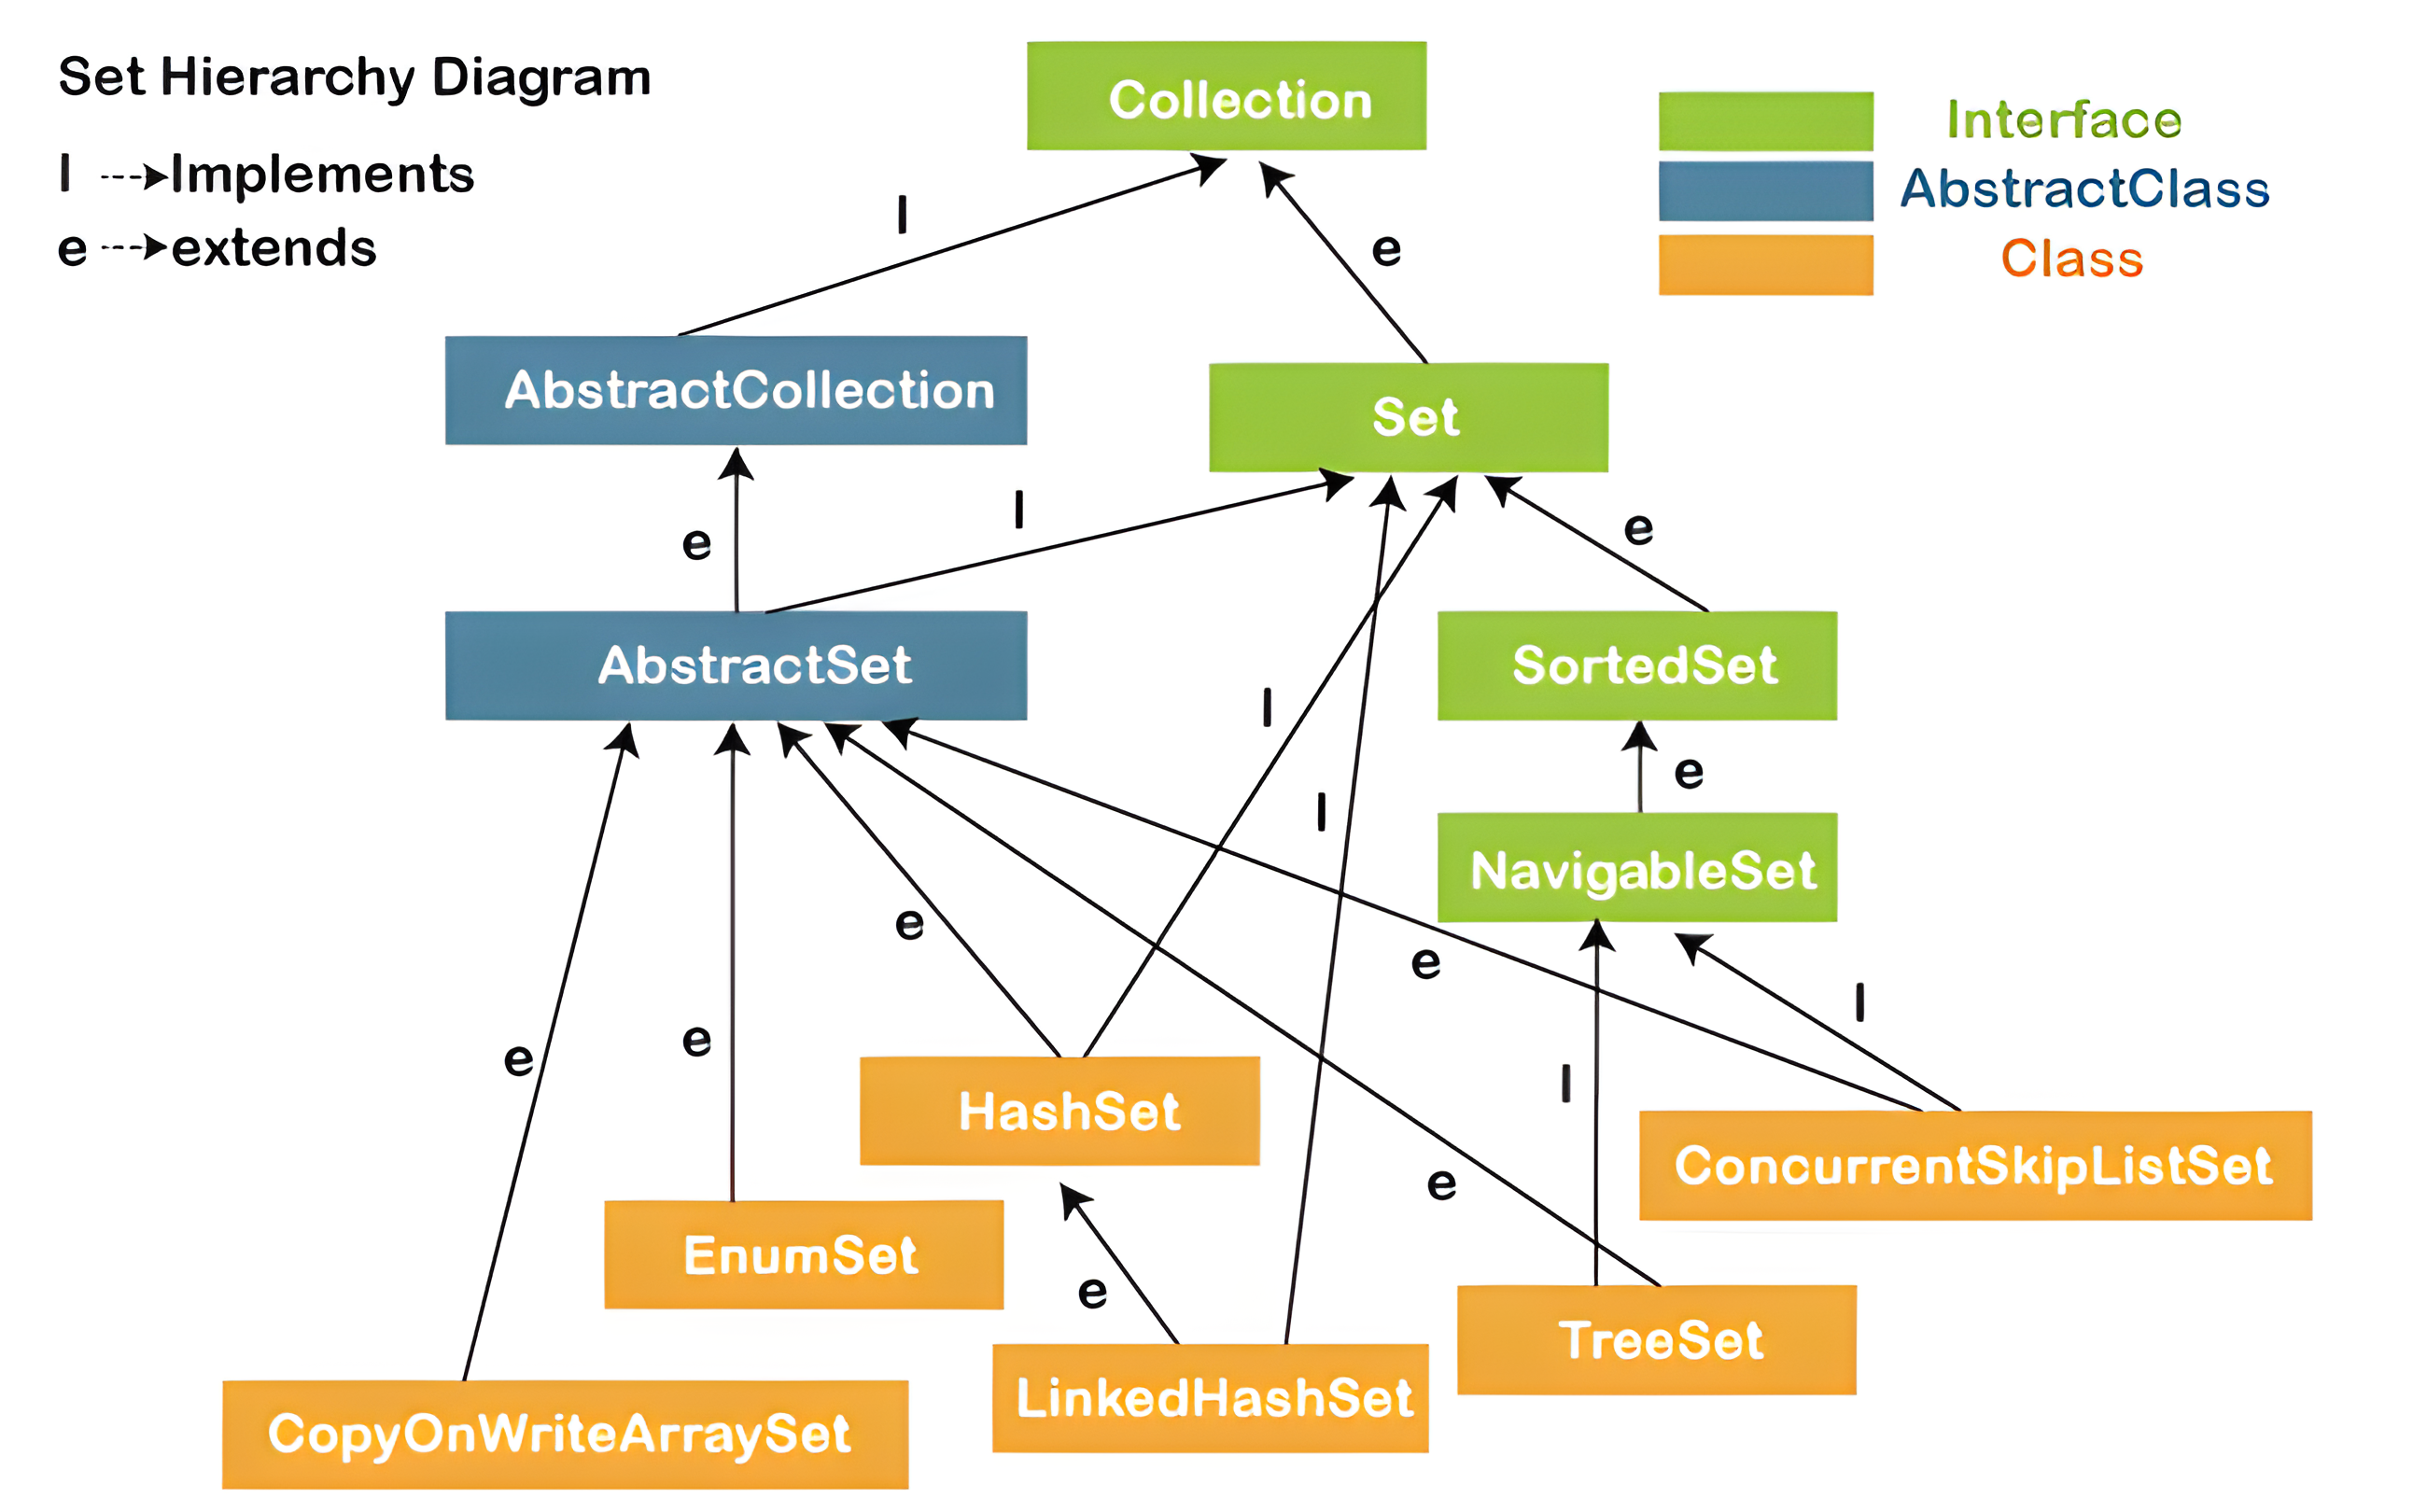 Set Hierarchy Diagram
I --->Implements
e --->extends
Interface
AbstractClass
Class
Collection
I
e
AbstractCollection
Set
e
I
e
AbstractSet
SortedSet
I
e
NavigableSet
I
e
e
I
e
e
I
HashSet
ConcurrentSkipListSet
e
EnumSet
e
TreeSet
LinkedHashSet
CopyOnWriteArraySet